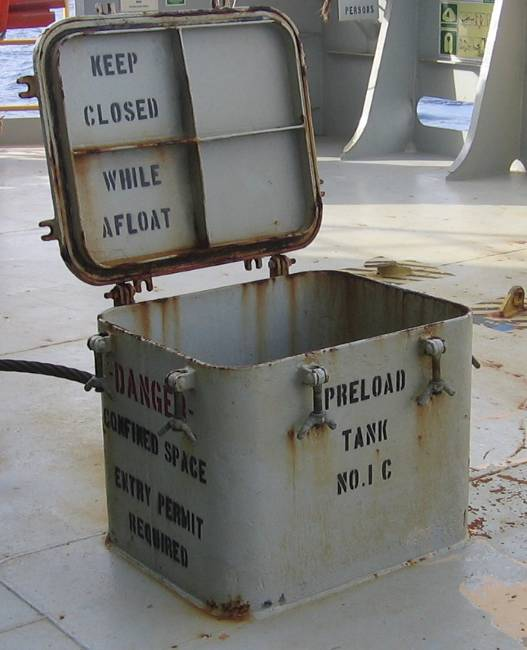 PERSONS
KEEP
CLOSED
WHILE
AFLOAT
-DANGER-
CONFINED SPACE
ENTRY PERMIT
REQUIRED
PRELOAD
TANK
NO.1 C